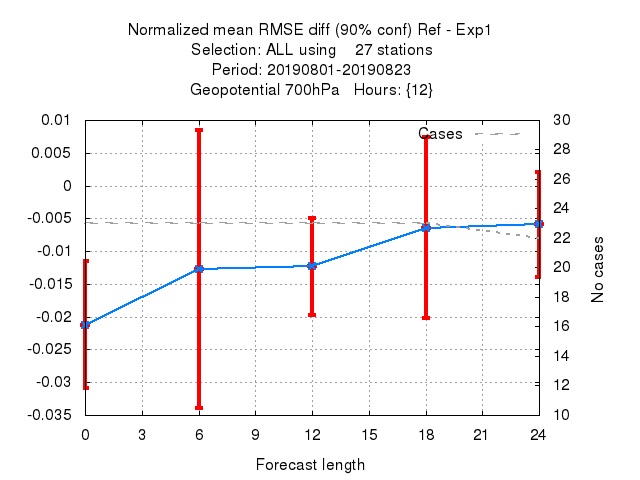 Normalized mean RMSE diff (90% conf) Ref - Exp1
Selection: ALL using    27 stations
Period: 20190801-20190823
Geopotential 700hPa   Hours: {12}
Cases
0.01
0.005
0
-0.005
-0.01
-0.015
-0.02
-0.025
-0.03
-0.035
30
28
26
24
22
20
18
16
14
12
10
No cases
0 3 6 9 12 15 18 21 24
Forecast length